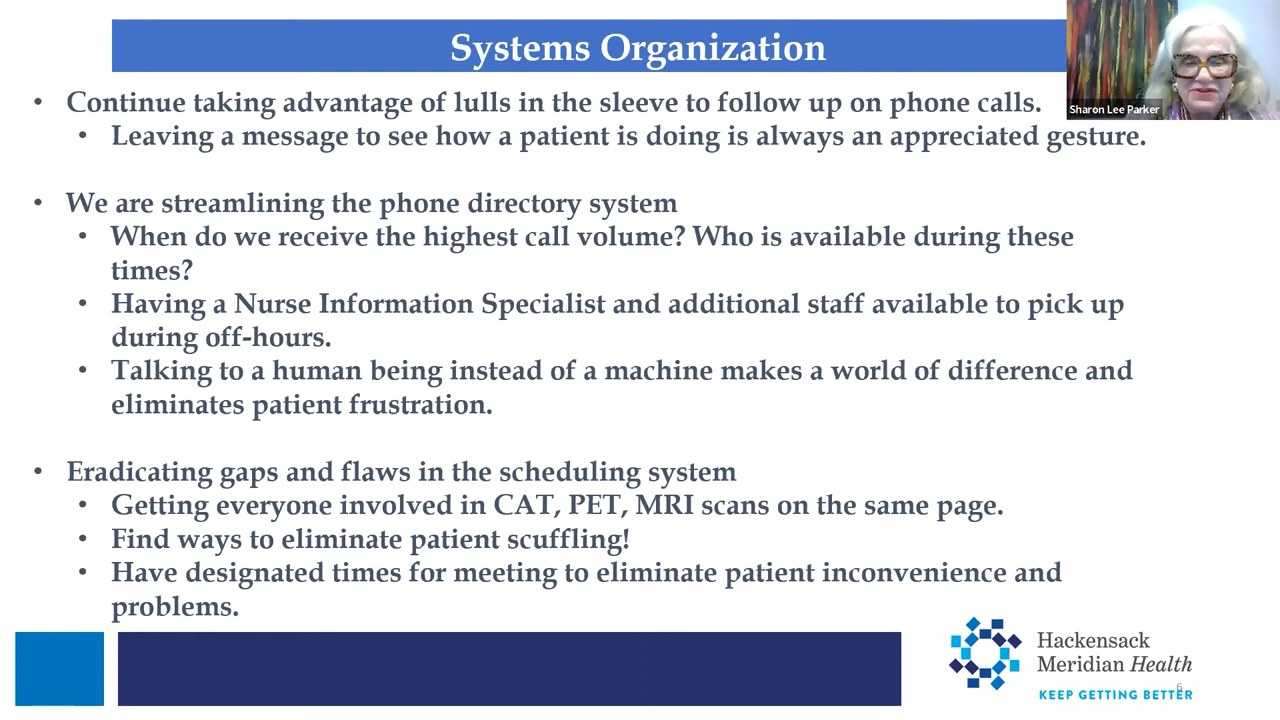 Systems Organization
Sharon Lee Parker
• Continue taking advantage of lulls in the sleeve to follow up on phone calls.
• Leaving a message to see how a patient is doing is always an appreciated gesture.
• We are streamlining the phone directory system
• When do we receive the highest call volume? Who is available during these
times?
• Having a Nurse Information Specialist and additional staff available to pick up
during off-hours.
• Talking to a human being instead of a machine makes a world of difference and
eliminates patient frustration.
• Eradicating gaps and flaws in the scheduling system
• Getting everyone involved in CAT, PET, MRI scans on the same page.
• Find ways to eliminate patient scuffling!
• Have designated times for meeting to eliminate patient inconvenience and
problems.
Hackensack
Meridian Health
KEEP GETTING BETTER
6